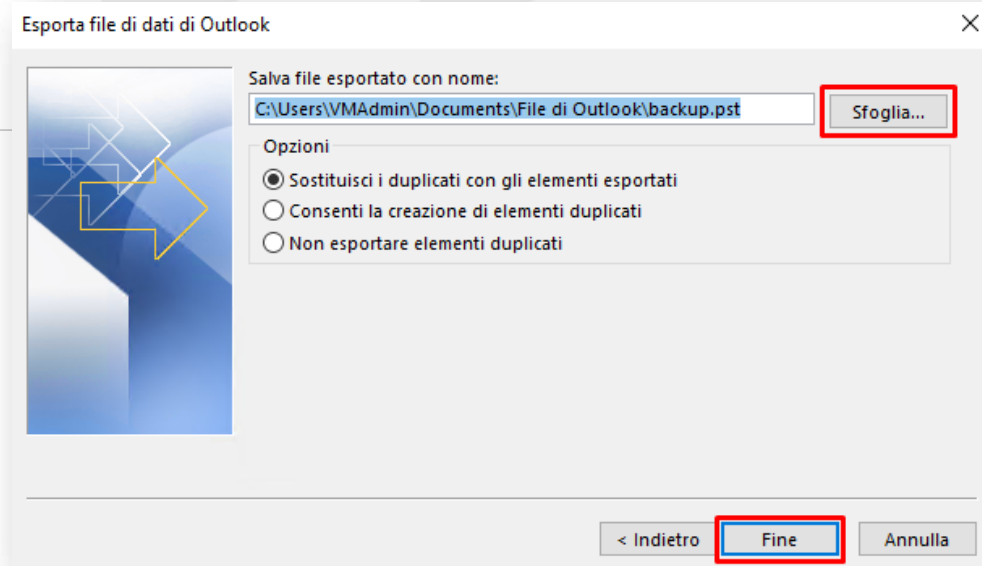 Esporta file di dati di Outlook
Salva file esportato con nome:
C:\Users\VMAdmin\Documents\File di Outlook\backup.pst
Sfoglia...
Opzioni
Sostituisci i duplicati con gli elementi esportati
Consenti la creazione di elementi duplicati
Non esportare elementi duplicati
< Indietro
Fine
Annulla